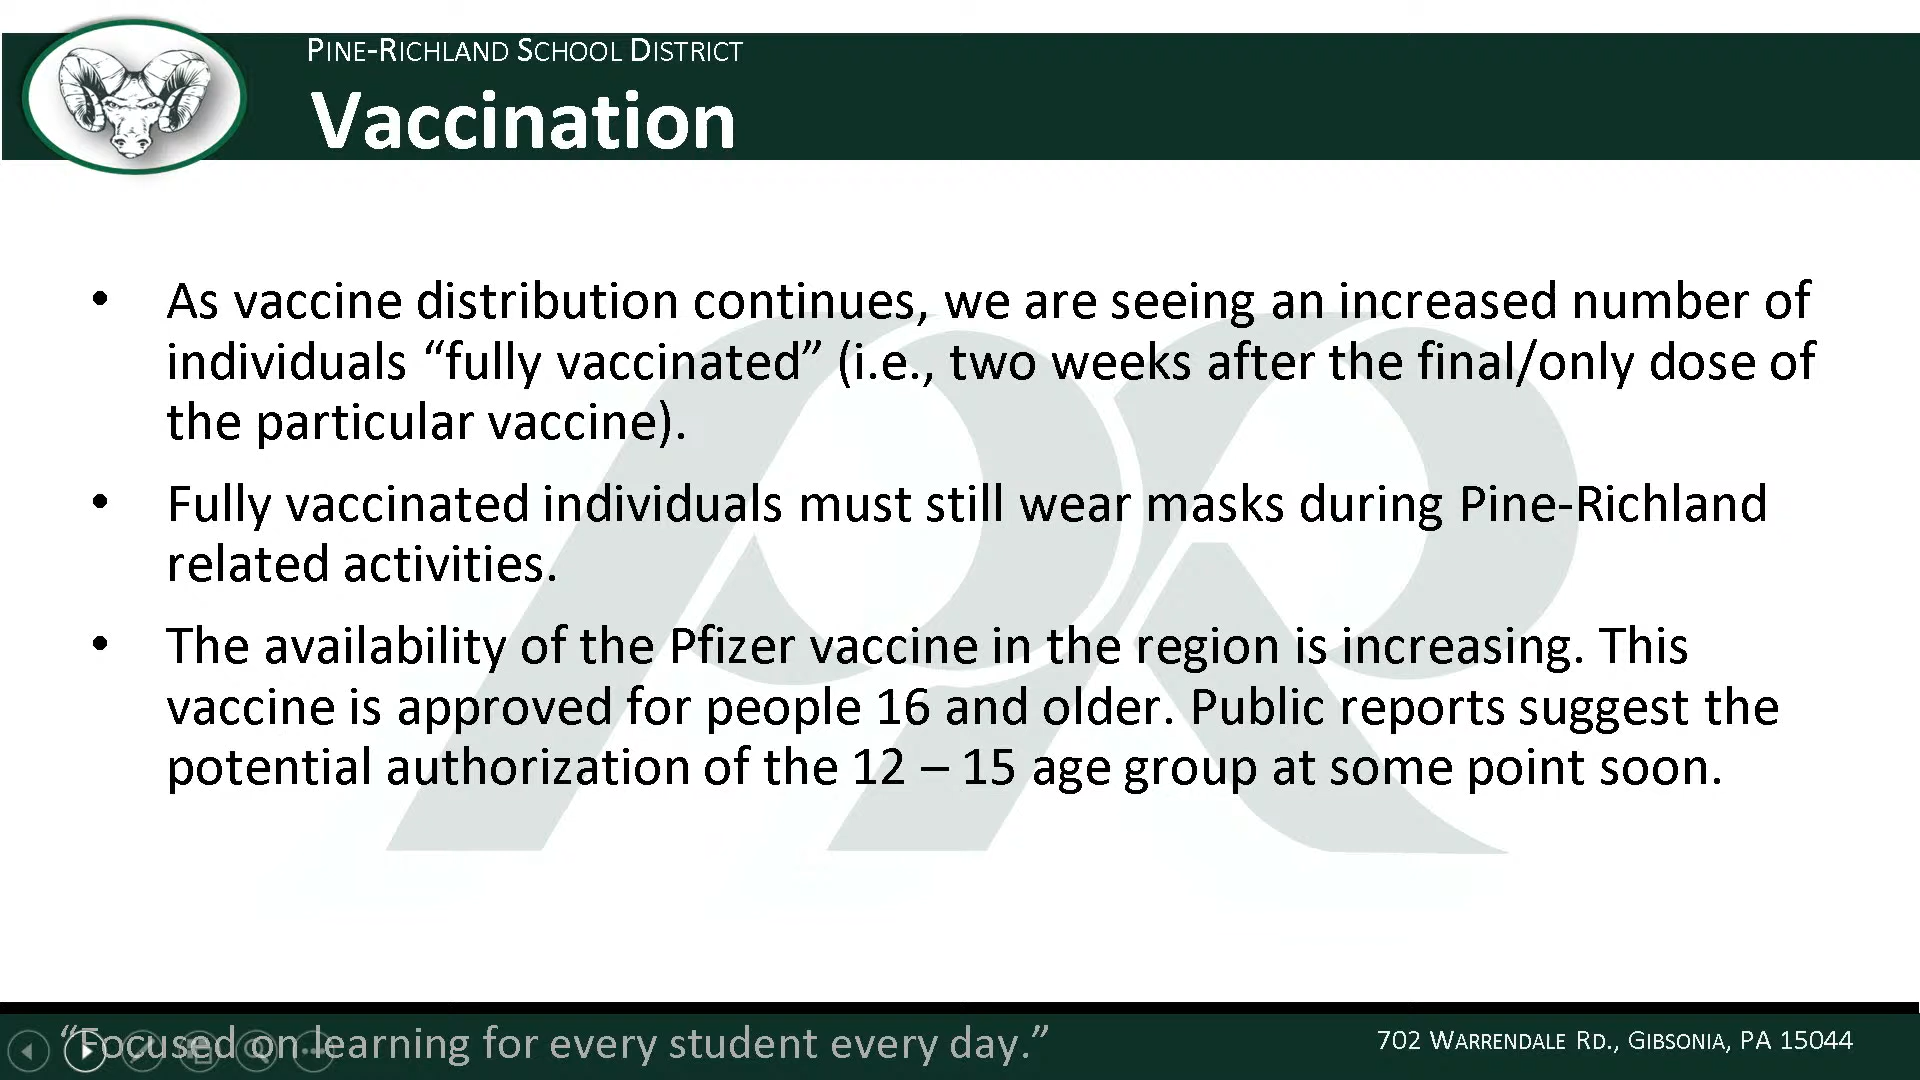 PINE-RICHLAND SCHOOL DISTRICT
Vaccination
• As vaccine distribution continues, we are seeing an increased number of
individuals “fully vaccinated” (i.e., two weeks after the final/only dose of
the particular vaccine).
• Fully vaccinated individuals must still wear masks during Pine-Richland
related activities.
• The availability of the Pfizer vaccine in the region is increasing. This
vaccine is approved for people 16 and older. Public reports suggest the
potential authorization of the 12 – 15 age group at some point soon.
PR
“Focused on learning for every student every day.”
702 WARRENDALE RD., GIBSONIA, PA 15044